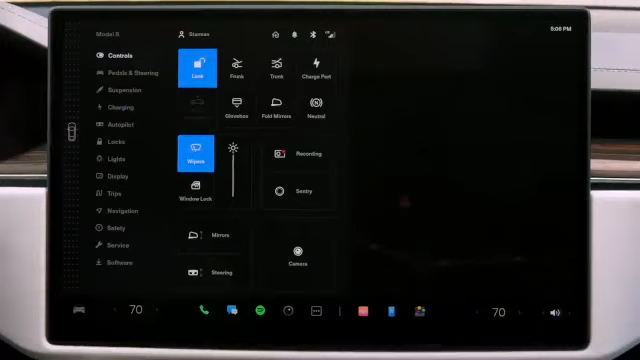 Model S
Starman
5:08 PM
Controls
Pedals & Steering
Suspension
Charging
Autopilot
Locks
Lights
Display
Trips
Navigation
Safety
Service
Software
Lock
Frunk
Trunk
Charge Port
Glovebox
Fold Mirrors
Neutral
Wipers
Window Lock
Recording
Sentry
Mirrors
Steering
Camera
70
70